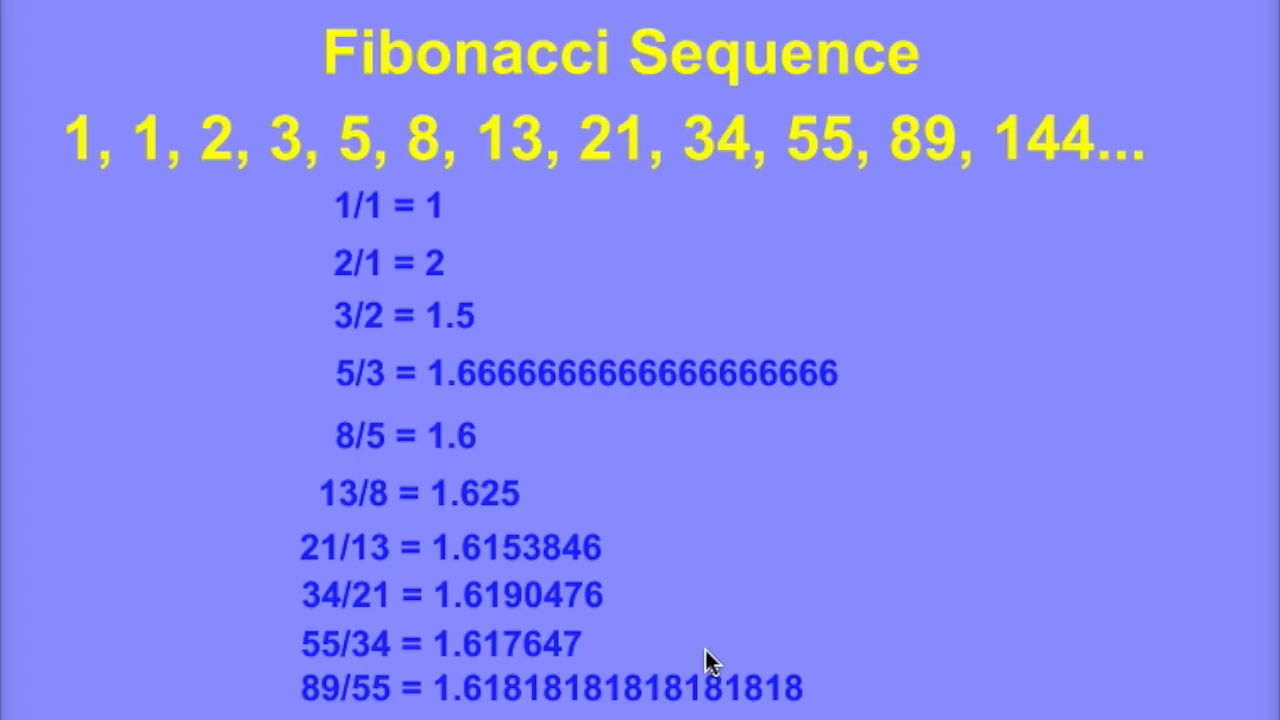 Fibonacci Sequence
1, 1, 2, 3, 5, 8, 13, 21, 34, 55, 89, 144...
1/1 = 1
2/1 = 2
3/2 = 1.5
5/3 = 1.6666666666666666666
8/5 = 1.6
13/8 = 1.625
21/13 = 1.6153846
34/21 = 1.6190476
55/34 = 1.617647
89/55 = 1.61818181818181818